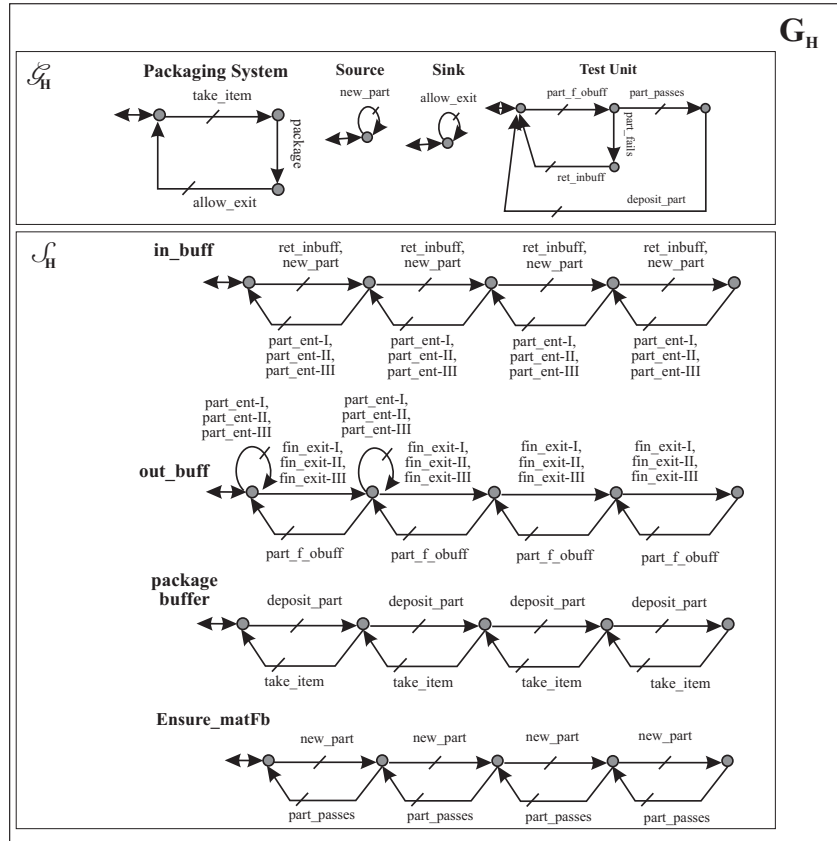 G_H
𝒢_H
Packaging System
Source
Sink
Test Unit
take_item
package
allow_exit
new_part
allow_exit
part_f_obuff
part_passes
part_fails
ret_inbuff
deposit_part
𝒮_H
in_buff
ret_inbuff, ret_inbuff, ret_inbuff, ret_inbuff,
new_part new_part new_part new_part
part_ent-I, part_ent-I, part_ent-I, part_ent-I,
part_ent-II, part_ent-II, part_ent-II, part_ent-II,
part_ent-III part_ent-III part_ent-III part_ent-III
out_buff
part_ent-I, part_ent-I,
part_ent-II, part_ent-II,
part_ent-III part_ent-III
fin_exit-I, fin_exit-I, fin_exit-I, fin_exit-I,
fin_exit-II, fin_exit-II, fin_exit-II, fin_exit-II,
fin_exit-III fin_exit-III fin_exit-III fin_exit-III
part_f_obuff part_f_obuff part_f_obuff part_f_obuff
package
buffer
deposit_part deposit_part deposit_part deposit_part
take_item take_item take_item take_item
Ensure_matFb
new_part new_part new_part new_part
part_passes part_passes part_passes part_passes